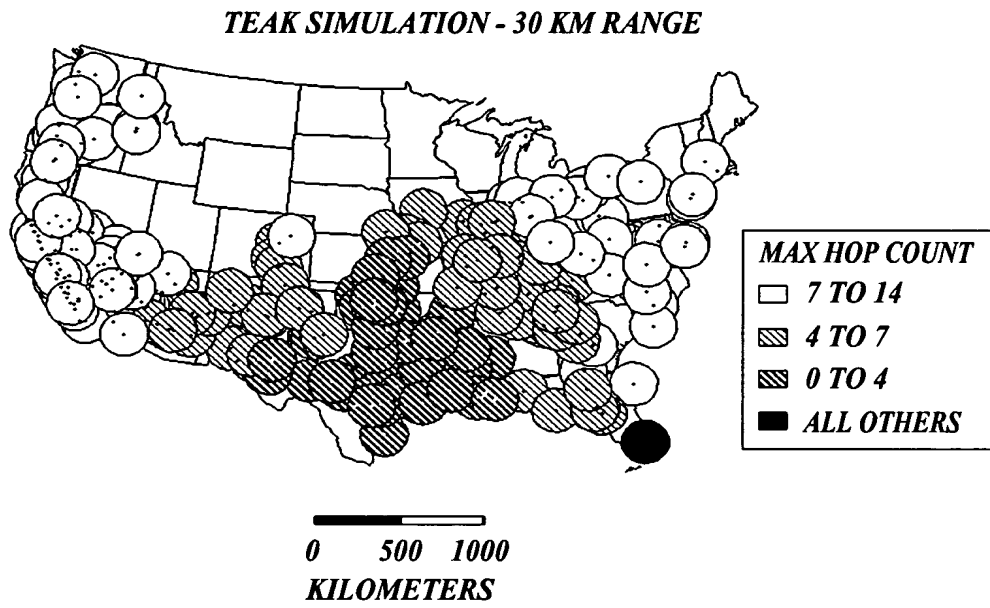 TEAK SIMULATION - 30 KM RANGE
MAX HOP COUNT
7 TO 14
4 TO 7
0 TO 4
ALL OTHERS
0 500 1000
KILOMETERS